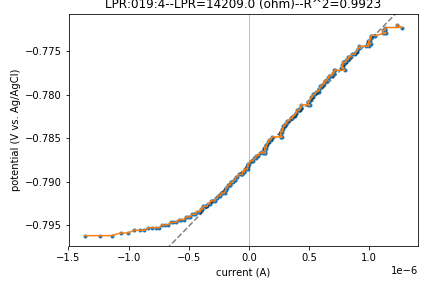 LPR:019:4--LPR=14209.0 (ohm)--R^2=0.9923
potential (V vs. Ag/AgCl)
−0.775
−0.780
−0.785
−0.790
−0.795
−1.5 −1.0 −0.5 0.0 0.5 1.0
1e−6
current (A)